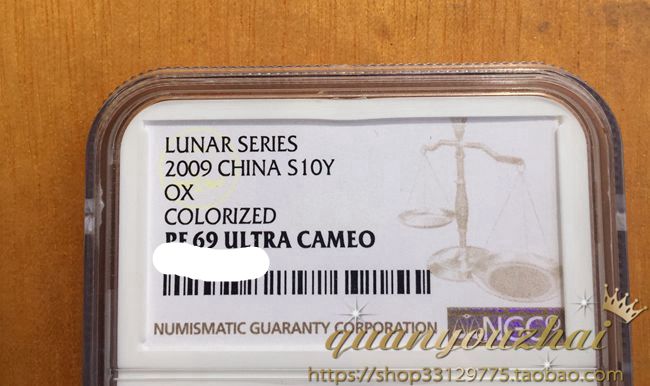 LUNAR SERIES
2009 CHINA S10Y
OX
COLORIZED
PF 69 ULTRA CAMEO
NUMISMATIC GUARANTY CORPORATION NGC
quanyouzhai
https://shop33129775.taobao.com